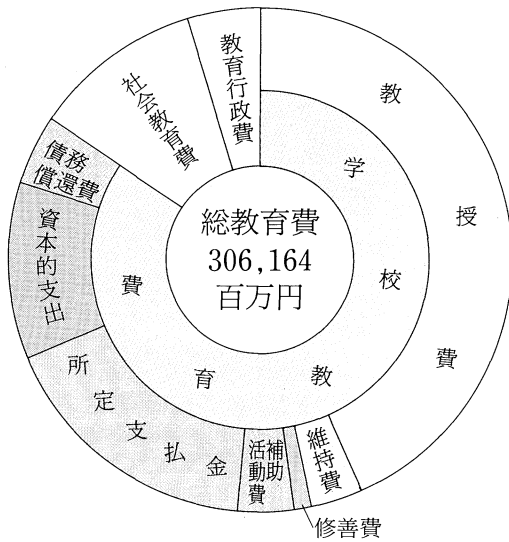 総教育費
306,164
百万円
学校教育費
教授費
維持費
修善費
補助
活動費
所定支払金
資本的支出
債務
償還費
社会教育費
教育行政費